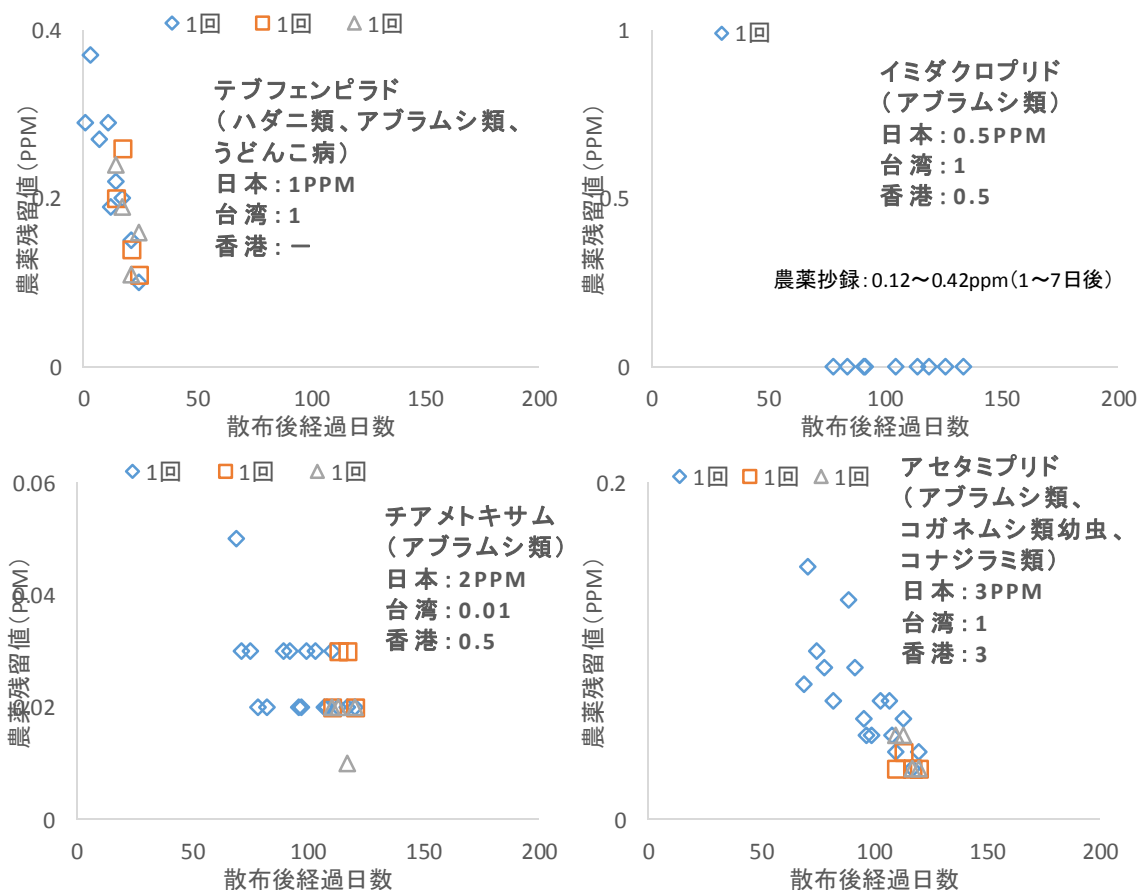 1回 1回 1回
0.4
0.2
0
農薬残留値(PPM)
テブフェンピラド
(ハダニ類、アブラムシ類、
うどんこ病)
日本:1PPM
台湾:1
香港:ー
0 50 100 150 200
散布後経過日数
1回
1
0.5
0
農薬残留値(PPM)
イミダクロプリド
(アブラムシ類)
日本:0.5PPM
台湾:1
香港:0.5
農薬抄録:0.12~0.42ppm(1~7日後)
0 50 100 150 200
散布後経過日数
1回 1回 1回
0.06
0.04
0.02
0
農薬残留値(PPM)
チアメトキサム
(アブラムシ類)
日本:2PPM
台湾:0.01
香港:0.5
0 50 100 150 200
散布後経過日数
1回 1回 1回
0.2
0
農薬残留値(PPM)
アセタミプリド
(アブラムシ類、
コガネムシ類幼虫、
コナジラミ類)
日本:3PPM
台湾:1
香港:3
0 50 100 150 200
散布後経過日数